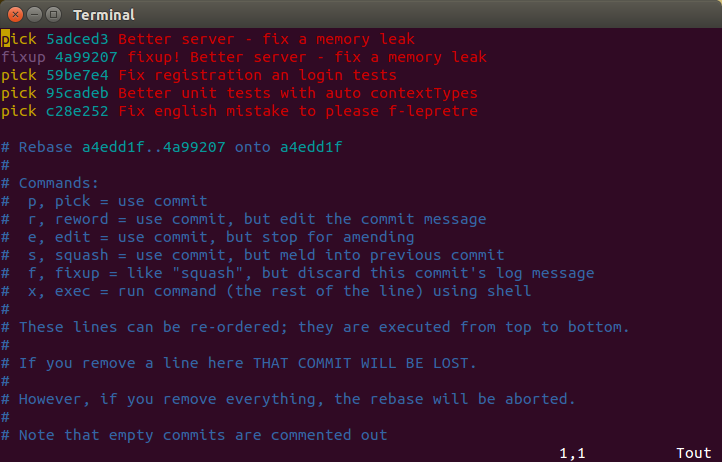 Terminal
pick 5adced3 Better server - fix a memory leak
fixup 4a99207 fixup! Better server - fix a memory leak
pick 59be7e4 Fix registration an login tests
pick 95cadeb Better unit tests with auto contextTypes
pick c28e252 Fix english mistake to please f-lepretre
# Rebase a4edd1f..4a99207 onto a4edd1f
#
# Commands:
#  p, pick = use commit
#  r, reword = use commit, but edit the commit message
#  e, edit = use commit, but stop for amending
#  s, squash = use commit, but meld into previous commit
#  f, fixup = like "squash", but discard this commit's log message
#  x, exec = run command (the rest of the line) using shell
#
# These lines can be re-ordered; they are executed from top to bottom.
#
# If you remove a line here THAT COMMIT WILL BE LOST.
#
# However, if you remove everything, the rebase will be aborted.
#
# Note that empty commits are commented out
1,1 Tout